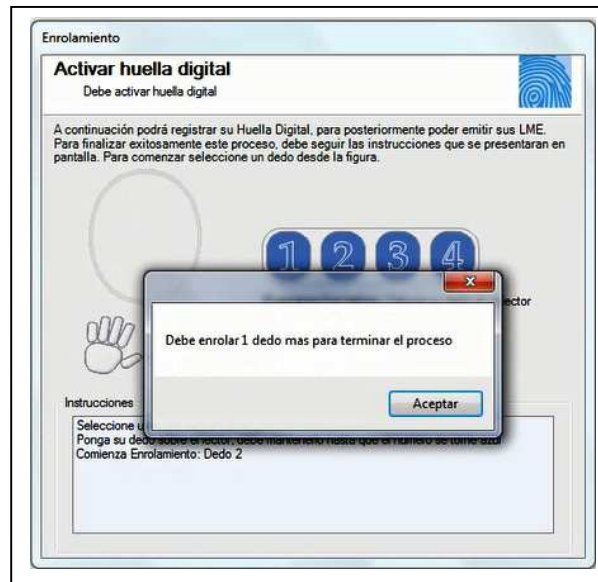 Enrolamiento
Activar huella digital
Debe activar huella digital
A continuación podrá registrar su Huella Digital, para posteriormente poder emitir sus LME.
Para finalizar exitosamente este proceso, debe seguir las instrucciones que se presentaran en
pantalla. Para comenzar seleccione un dedo desde la figura.
1 2 3 4
ector
x
Debe enrolar 1 dedo mas para terminar el proceso
Aceptar
Instrucciones
Seleccione u
Ponga su dedo sobre el lector, debe mantenerlo hasta que el número se torne azul
Comienza Enrolamiento: Dedo 2